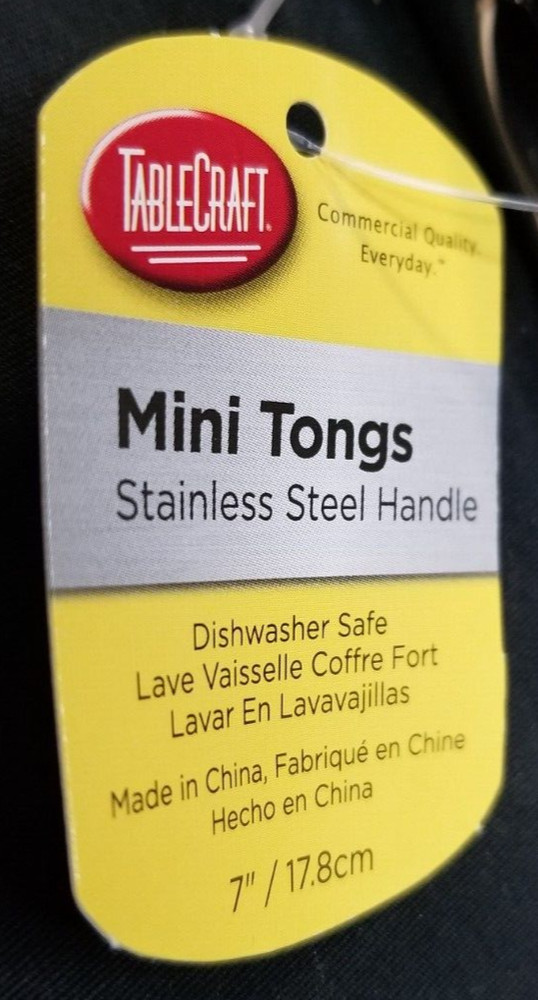 TABLECRAFT.
Commercial Quality.
Everyday.™
Mini Tongs
Stainless Steel Handle
Dishwasher Safe
Lave Vaisselle Coffre Fort
Lavar En Lavavajillas
Made in China, Fabriqué en Chine
Hecho en China
7" / 17.8cm